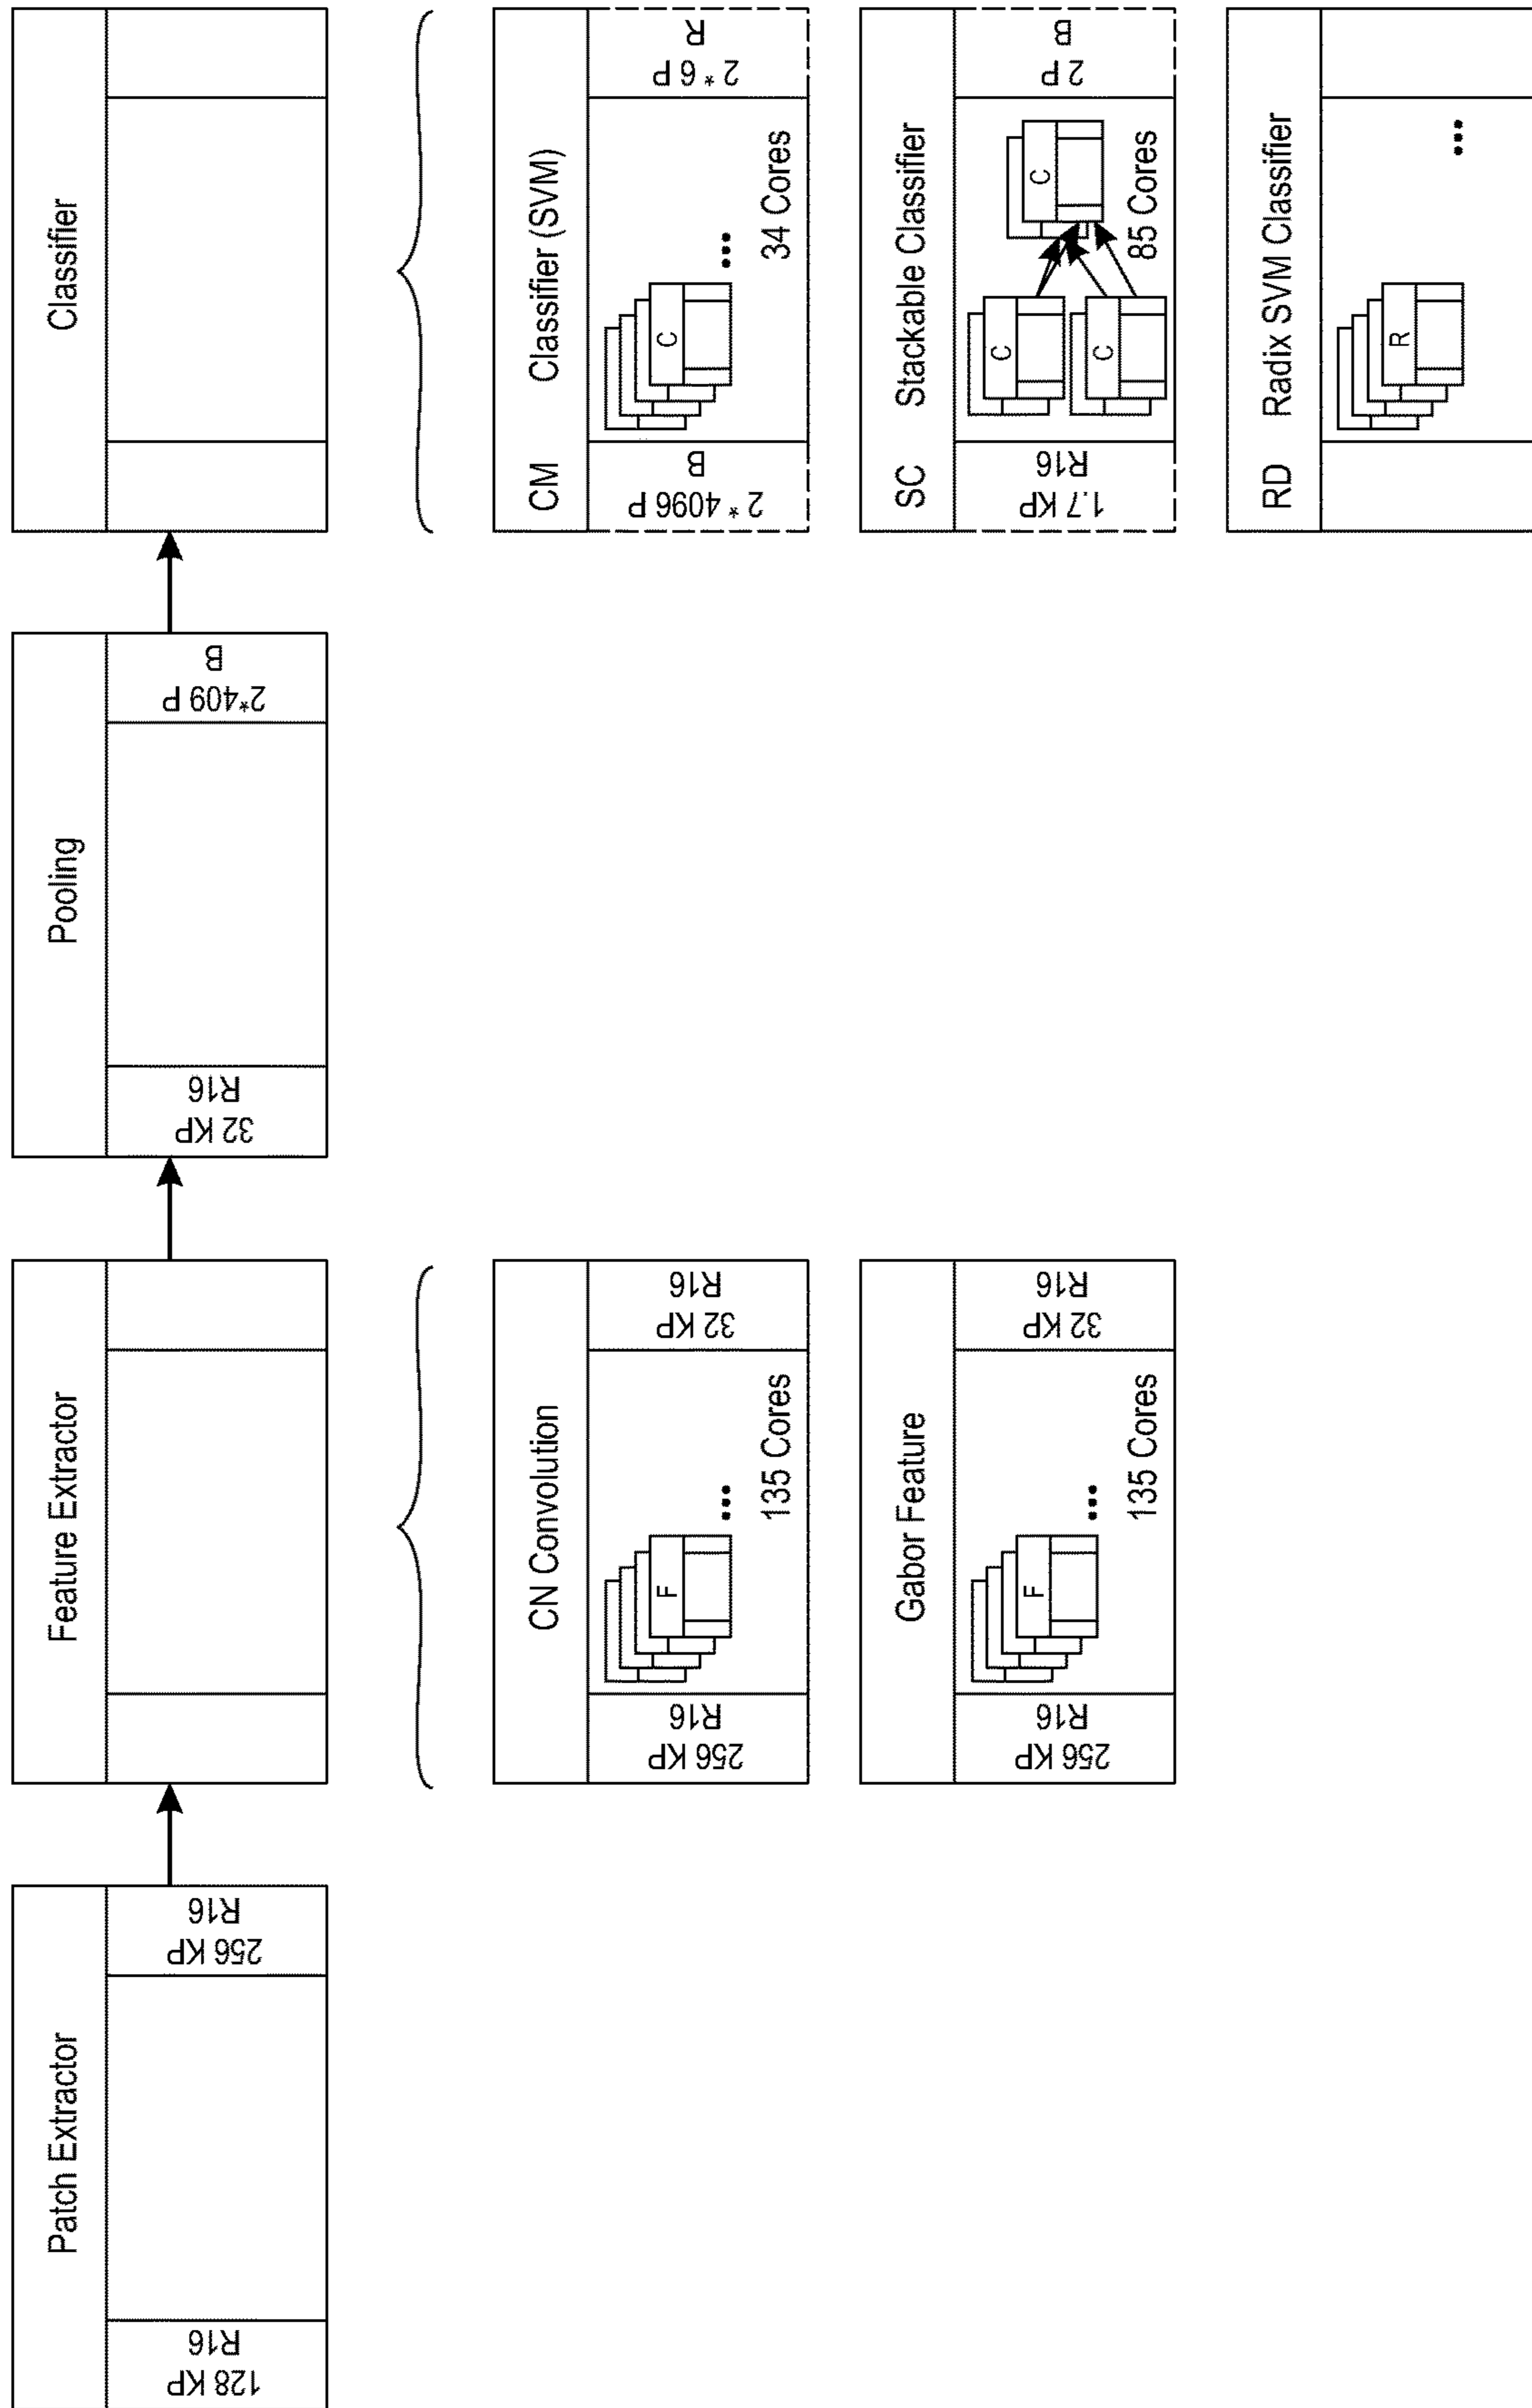 Patch Extractor
128 KP
R16
256 KP
R16
Feature Extractor
Pooling
32 KP
R16
2*409 P
B
Classifier
CN Convolution
256 KP
R16
F
...
135 Cores
32 KP
R16
Gabor Feature
256 KP
R16
F
...
135 Cores
32 KP
R16
CM Classifier (SVM)
2 * 4096 P
B
C
...
34 Cores
2 * 6 P
R
SC Stackable Classifier
1.7 KP
R16
C
C
C
85 Cores
2 P
B
RD Radix SVM Classifier
R
...